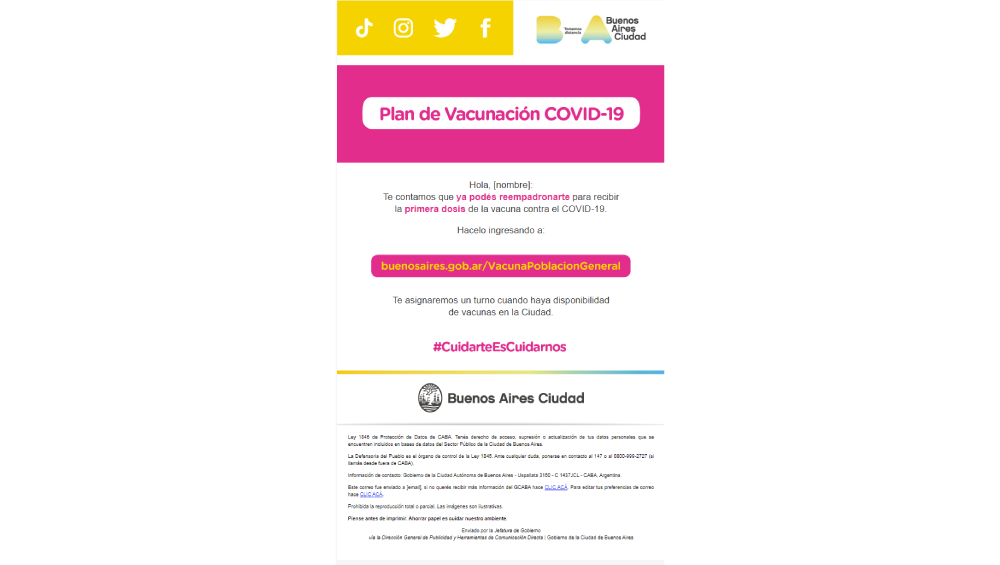 BA
Tomemos
distancia
Buenos
Aires
Ciudad
Plan de Vacunación COVID-19
Hola, [nombre]:
Te contamos que ya podés reempadronarte para recibir
la primera dosis de la vacuna contra el COVID-19.
Hacelo ingresando a:
buenosaires.gob.ar/VacunaPoblacionGeneral
Te asignaremos un turno cuando haya disponibilidad
de vacunas en la Ciudad.
#CuidarteEsCuidarnos
Buenos Aires Ciudad
Ley 1845 de Protección de Datos de CABA. Tenés derecho de acceso, supresión o actualización de tus datos personales que se
encuentren incluidos en bases de datos del Sector Público de la Ciudad de Buenos Aires.
La Defensoría del Pueblo es el órgano de control de la Ley 1845. Ante cualquier duda, ponerse en contacto al 147 o al 0800-999-2727 (si
llamás desde fuera de CABA).
Información de contacto: Gobierno de la Ciudad Autónoma de Buenos Aires - Uspallata 3160 - C 1437JCL - CABA, Argentina.
Este correo fue enviado a [email], si no querés recibir más información del GCABA hace CLIC ACÁ. Para editar tus preferencias de correo
hace CLIC ACÁ.
Prohibida la reproducción total o parcial. Las imágenes son ilustrativas.
Piense antes de imprimir. Ahorrar papel es cuidar nuestro ambiente.
Enviado por la Jefatura de Gobierno
vía la Dirección General de Publicidad y Herramientas de Comunicación Directa | Gobierno de la Ciudad de Buenos Aires